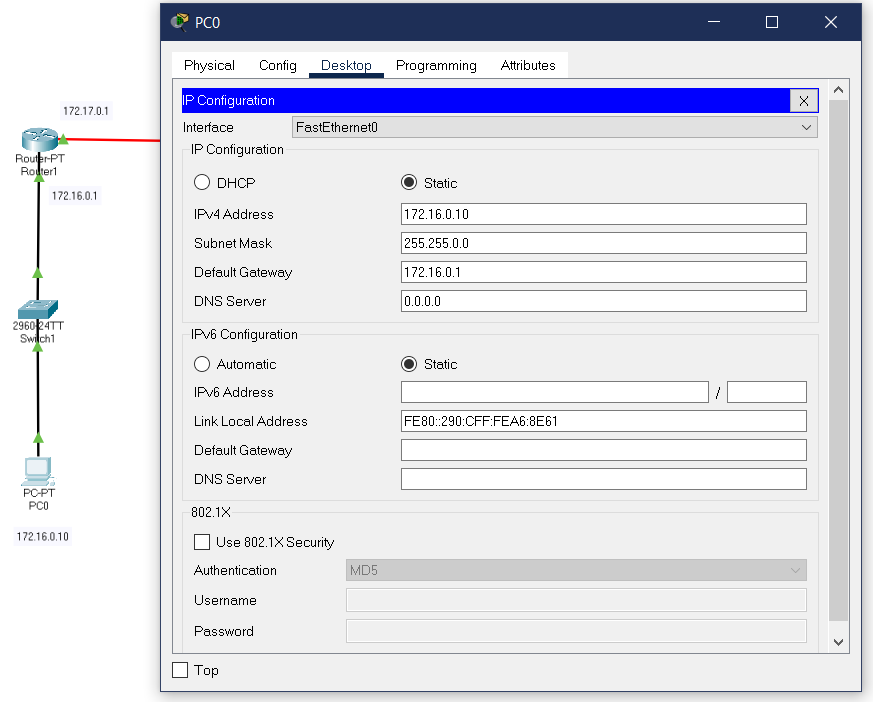 172.17.0.1
Router-PT
Router1
172.16.0.1
2960-24TT
Switch1
PC-PT
PC0
172.16.0.10
PC0
Physical Config Desktop Programming Attributes
IP Configuration X
Interface FastEthernet0
IP Configuration
DHCP Static
IPv4 Address 172.16.0.10
Subnet Mask 255.255.0.0
Default Gateway 172.16.0.1
DNS Server 0.0.0.0
IPv6 Configuration
Automatic Static
IPv6 Address /
Link Local Address FE80::290:CFF:FEA6:8E61
Default Gateway
DNS Server
802.1X
Use 802.1X Security
Authentication MD5
Username
Password
Top